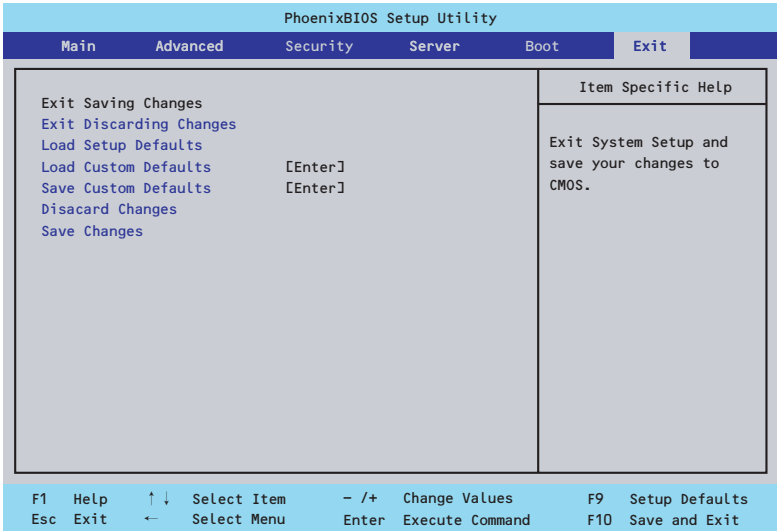 PhoenixBIOS Setup Utility
Main Advanced Security Server Boot Exit
Exit Saving Changes
Exit Discarding Changes
Load Setup Defaults
Load Custom Defaults [Enter]
Save Custom Defaults [Enter]
Disacard Changes
Save Changes
Item Specific Help
Exit System Setup and
save your changes to
CMOS.
F1 Help ↑↓ Select Item - /+ Change Values F9 Setup Defaults
Esc Exit ← Select Menu Enter Execute Command F10 Save and Exit